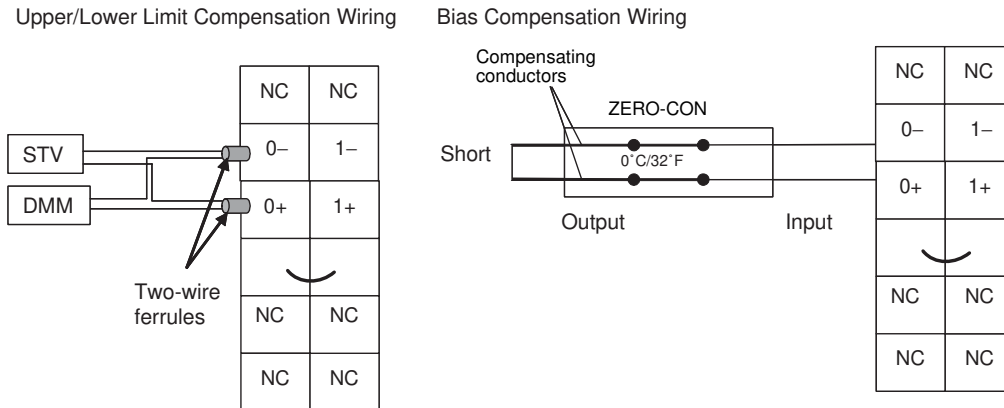 Upper/Lower Limit Compensation Wiring
NC NC
0– 1–
0+ 1+
NC NC
NC NC
STV
DMM
Two-wire
ferrules
Bias Compensation Wiring
Compensating
conductors
ZERO-CON
Short
0˚C/32˚F
Output
Input
NC NC
0– 1–
0+ 1+
NC NC
NC NC